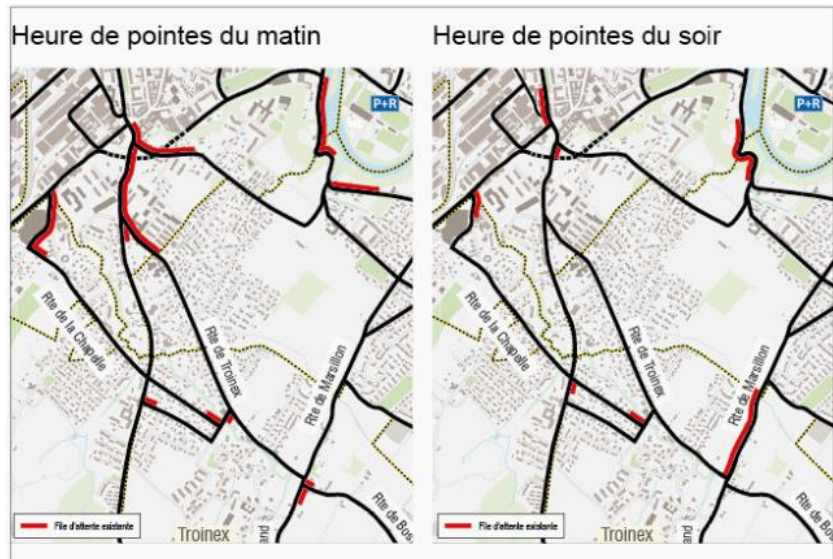 Heure de pointes du matin
P+R
Rte de la Chapelle
Rte de Troinex
Rte de Marsillon
Rte de Bos
and
Troinex
File d'attente existante
Heure de pointes du soir
P+R
Rte de la Chapelle
Rte de Troinex
Rte de Marsillon
Rte de Bos
and
Troinex
File d'attente existante